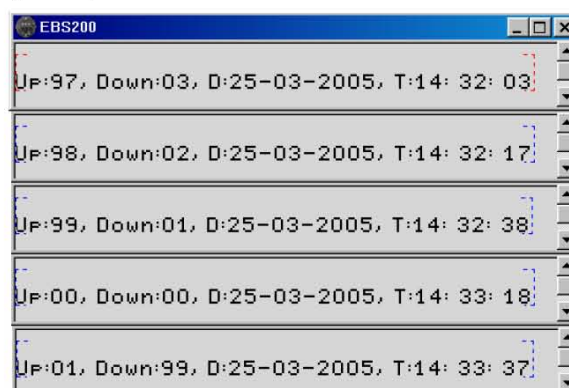 EBS200
Up:97, Down:03, D:25-03-2005, T:14: 32: 03
Up:98, Down:02, D:25-03-2005, T:14: 32: 17
Up:99, Down:01, D:25-03-2005, T:14: 32: 38
Up:00, Down:00, D:25-03-2005, T:14: 33: 18
Up:01, Down:99, D:25-03-2005, T:14: 33: 37